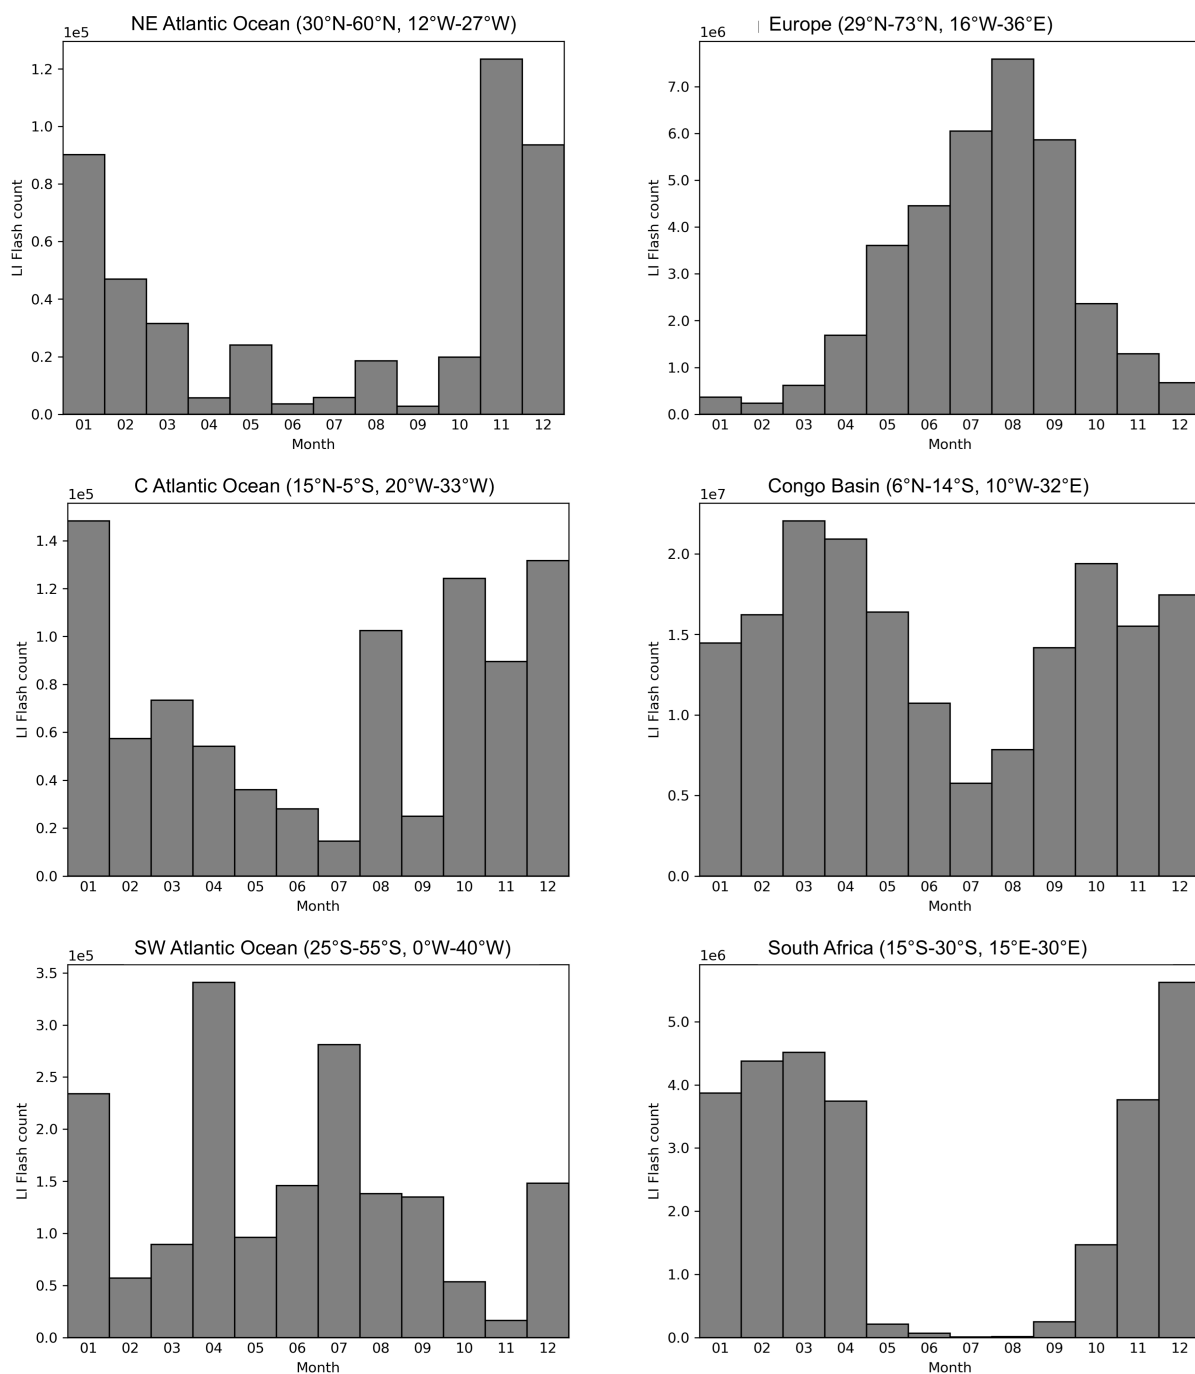 NE Atlantic Ocean (30°N-60°N, 12°W-27°W)
1e5
LI Flash count
1.2
1.0
0.8
0.6
0.4
0.2
0.0
01 02 03 04 05 06 07 08 09 10 11 12
Month
Europe (29°N-73°N, 16°W-36°E)
1e6
LI Flash count
7.0
6.0
5.0
4.0
3.0
2.0
1.0
0.0
01 02 03 04 05 06 07 08 09 10 11 12
Month
C Atlantic Ocean (15°N-5°S, 20°W-33°W)
1e5
LI Flash count
1.4
1.2
1.0
0.8
0.6
0.4
0.2
0.0
01 02 03 04 05 06 07 08 09 10 11 12
Month
Congo Basin (6°N-14°S, 10°W-32°E)
1e7
LI Flash count
2.0
1.5
1.0
0.5
0.0
01 02 03 04 05 06 07 08 09 10 11 12
Month
SW Atlantic Ocean (25°S-55°S, 0°W-40°W)
1e5
LI Flash count
3.5
3.0
2.5
2.0
1.5
1.0
0.5
0.0
01 02 03 04 05 06 07 08 09 10 11 12
Month
South Africa (15°S-30°S, 15°E-30°E)
1e6
LI Flash count
5.0
4.0
3.0
2.0
1.0
0.0
01 02 03 04 05 06 07 08 09 10 11 12
Month